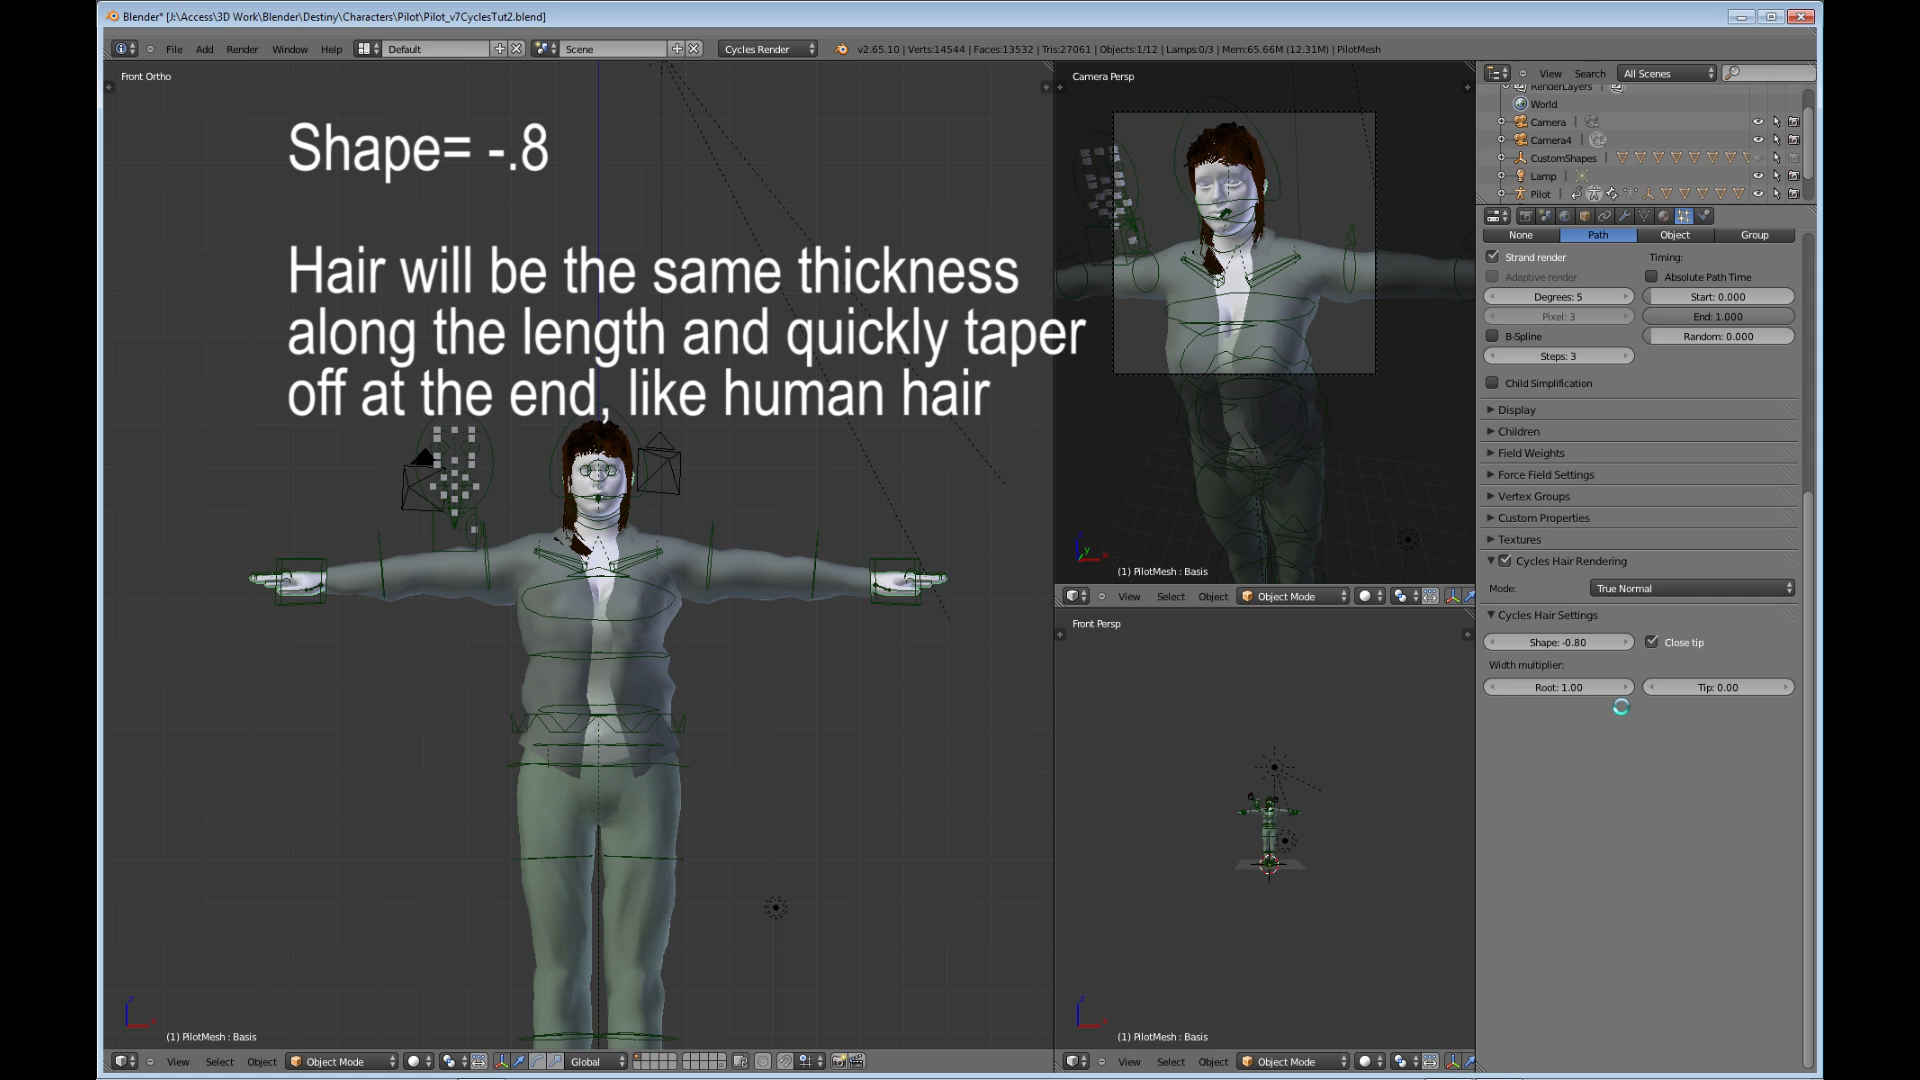 Blender* [J:\Access\3D Work\Blender\Destiny\Characters\Pilot\Pilot_v7CyclesTut2.blend]
File Add Render Window Help Default Scene Cycles Render v2.65.10 | Verts:14544 | Faces:13532 | Tris:27061 | Objects:1/12 | Lamps:0/3 | Mem:65.66M (12.31M) | PilotMesh
Front Ortho
Shape= -.8
Hair will be the same thickness
along the length and quickly taper
off at the end, like human hair
(1) PilotMesh : Basis
View Select Object Object Mode Global
Camera Persp
(1) PilotMesh : Basis
View Select Object Object Mode
Front Persp
(1) PilotMesh : Basis
View Select Object Object Mode
View Search All Scenes
RenderLayers
World
Camera
Camera4
CustomShapes
Lamp
Pilot
None Path Object Group
Strand render Timing:
Adaptive render Absolute Path Time
Degrees: 5 Start: 0.000
Pixel: 3 End: 1.000
B-Spline Random: 0.000
Steps: 3
Child Simplification
Display
Children
Field Weights
Force Field Settings
Vertex Groups
Custom Properties
Textures
Cycles Hair Rendering
Mode: True Normal
Cycles Hair Settings
Shape: -0.80 Close tip
Width multiplier:
Root: 1.00 Tip: 0.00
z
x
z
y
x
z